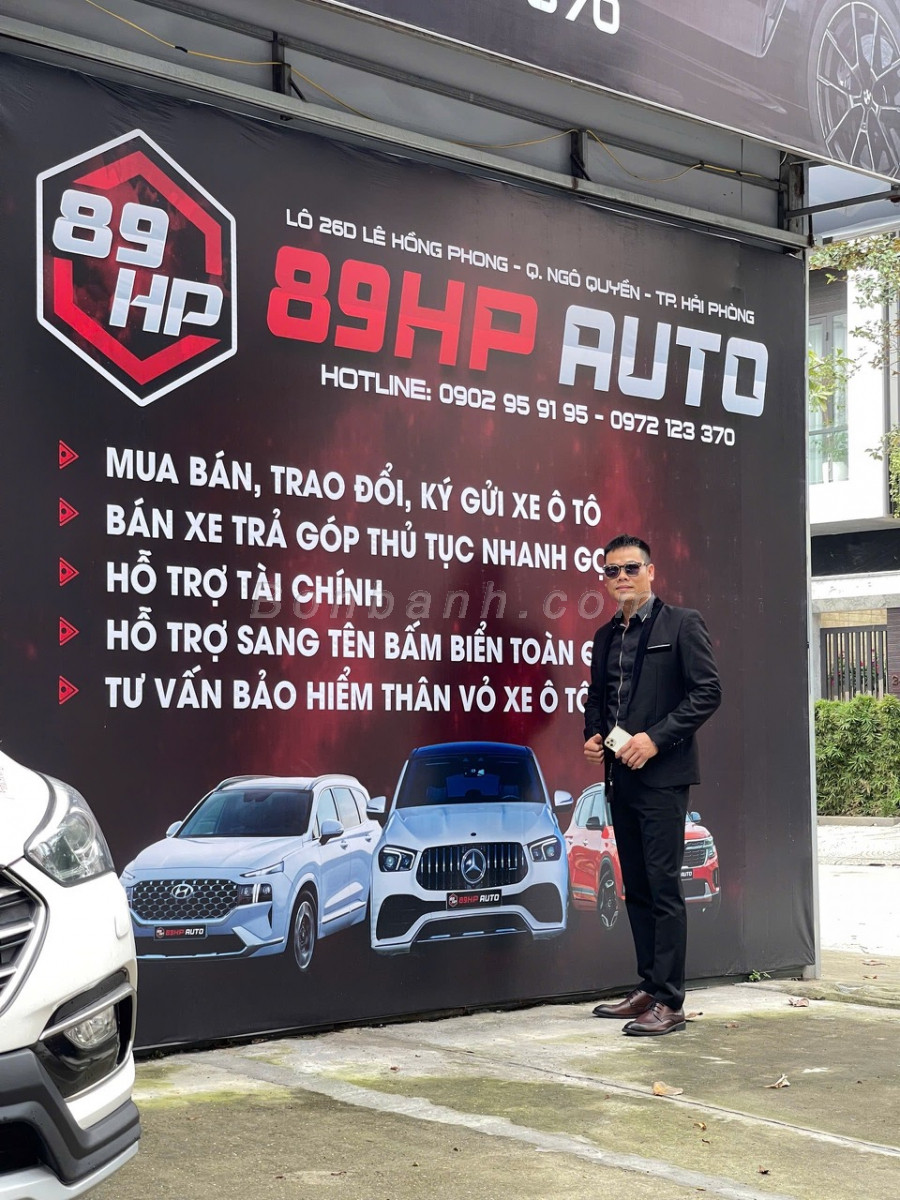 370
89
HP
LÔ 26D LÊ HỒNG PHONG - Q. NGÔ QUYỀN - TP. HẢI PHÒNG
89HP AUTO
HOTLINE: 0902 95 91 95 - 0972 123 370
MUA BÁN, TRAO ĐỔI, KÝ GỬI XE Ô TÔ
BÁN XE TRẢ GÓP THỦ TỤC NHANH
HỖ TRỢ TÀI CHÍNH
Bonbanh.com
HỖ TRỢ SANG TÊN BẤM BIỂN TOÀN
TƯ VẤN BẢO HIỂM THÂN VỎ XE Ô TÔ
89HP AUTO
89HP AUTO